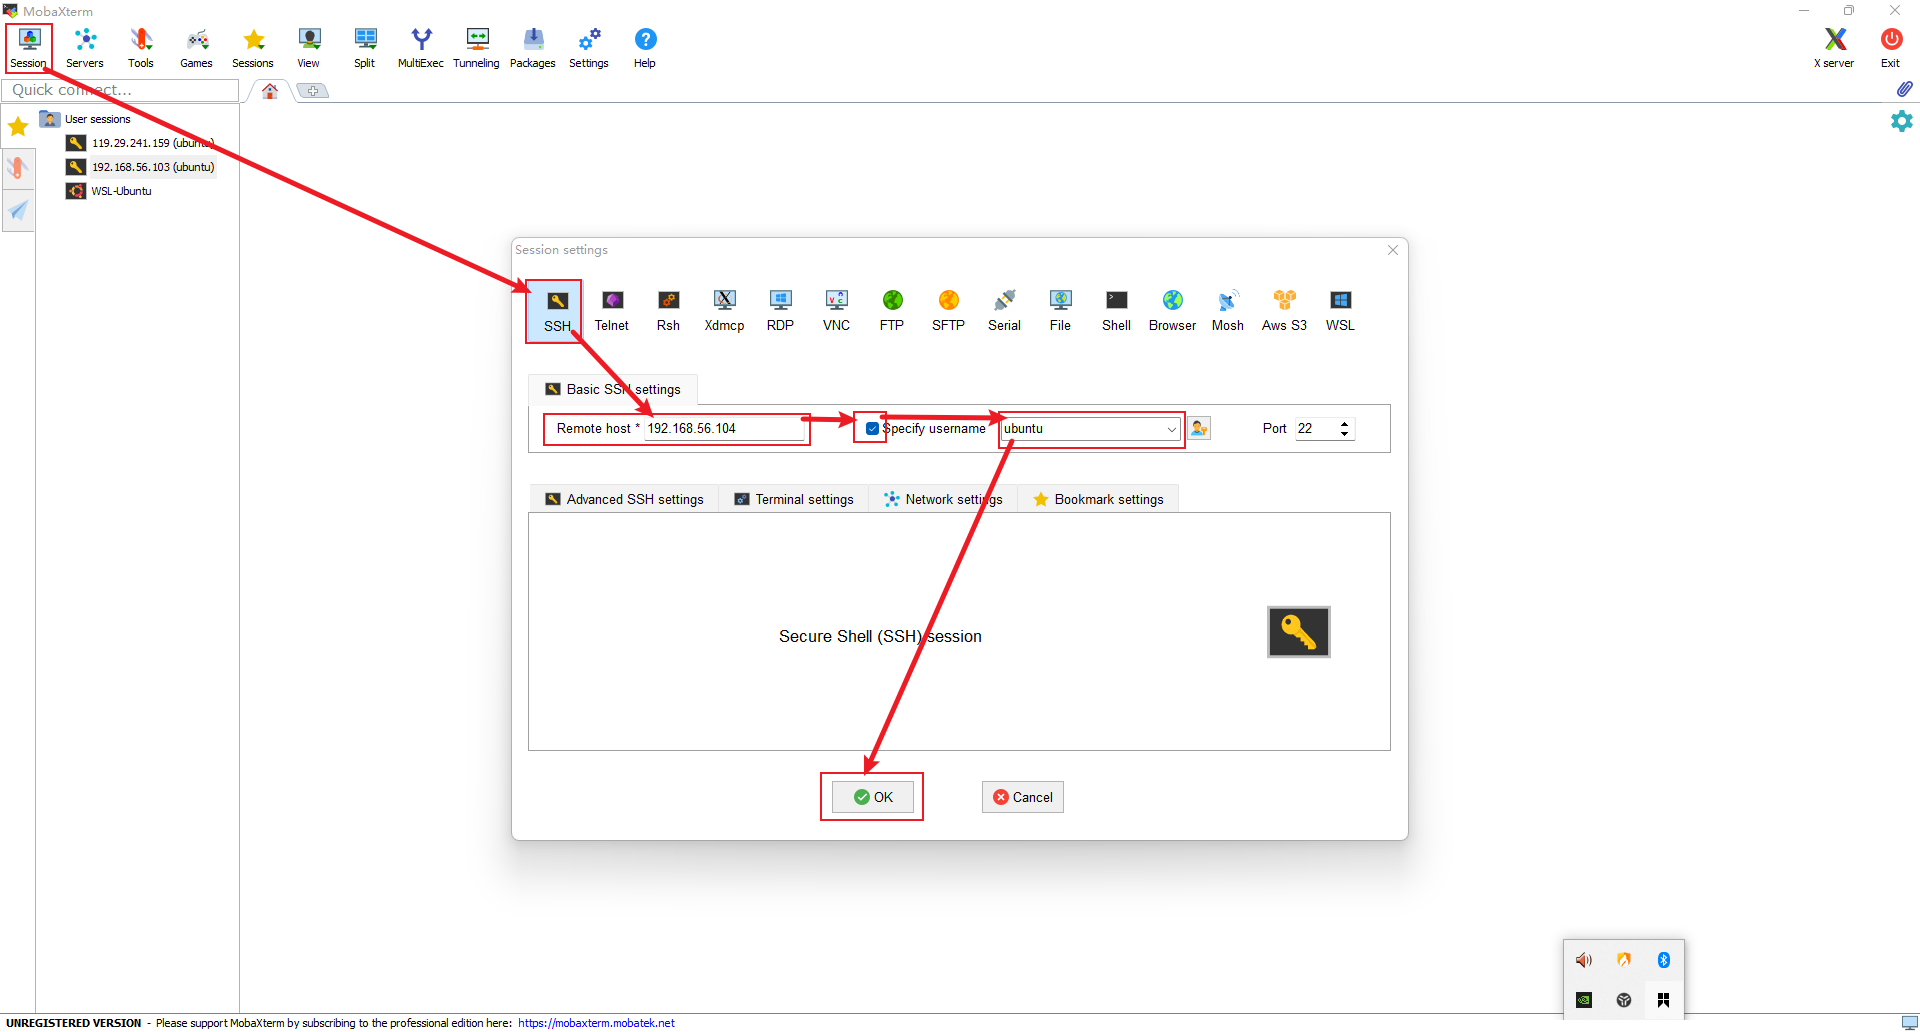 MobaXterm
Session Servers Tools Games Sessions View Split MultiExec Tunneling Packages Settings Help X server Exit
Quick connect...
User sessions
119.29.241.159 (ubuntu)
192.168.56.103 (ubuntu)
WSL-Ubuntu
Session settings
SSH Telnet Rsh Xdmcp RDP VNC FTP SFTP Serial File Shell Browser Mosh Aws S3 WSL
Basic SSH settings
Remote host * 192.168.56.104 Specify username ubuntu Port 22
Advanced SSH settings Terminal settings Network settings Bookmark settings
Secure Shell (SSH) session
OK Cancel
UNREGISTERED VERSION - Please support MobaXterm by subscribing to the professional edition here: https://mobaxterm.mobatek.net